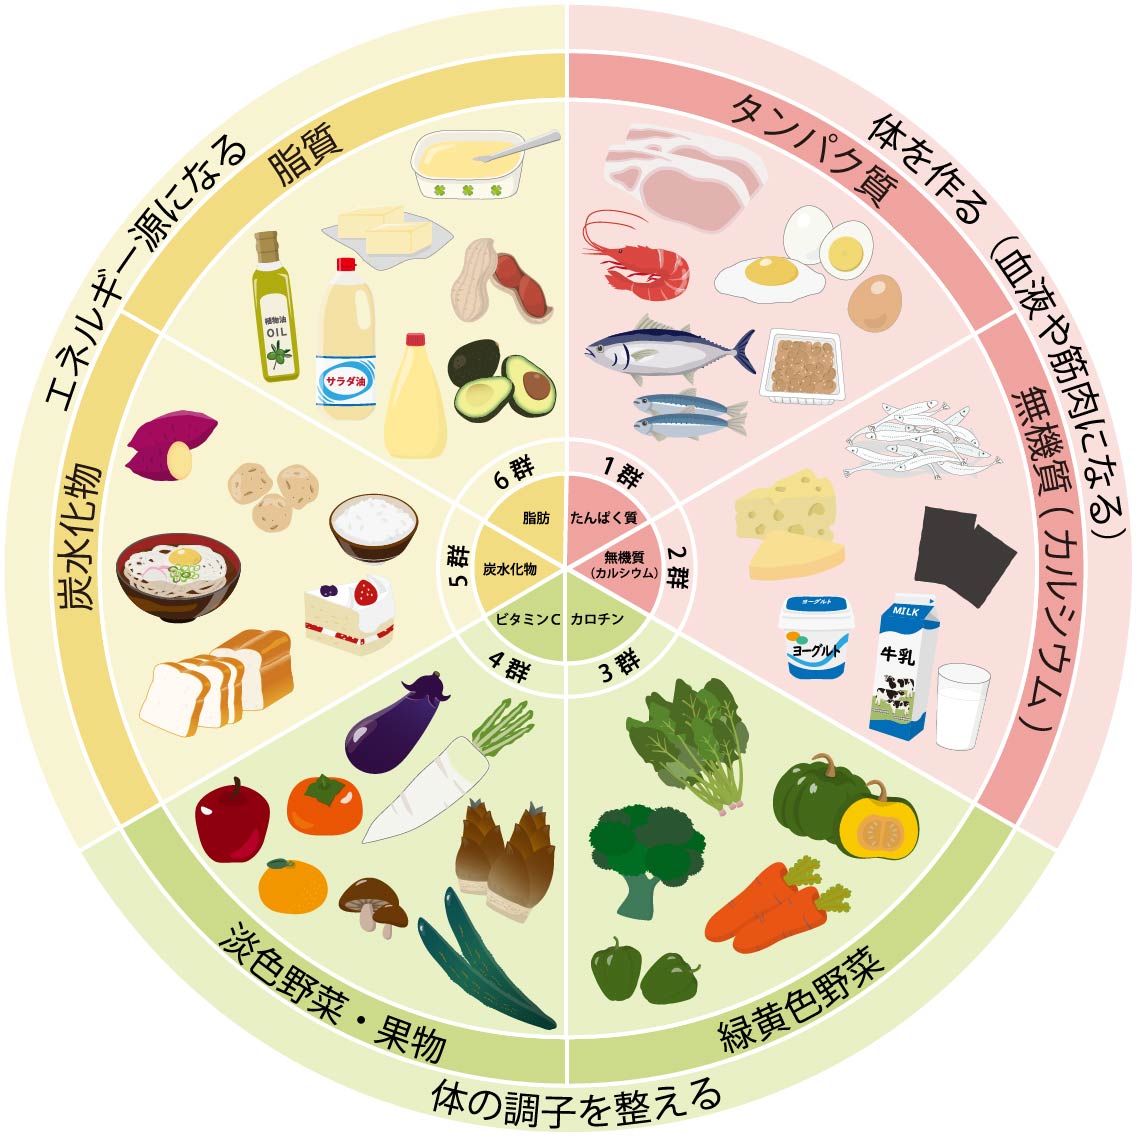 体を作る（血液や筋肉になる）
タンパク質
無機質（カルシウム）
エネルギー源になる
脂質
炭水化物
体の調子を整える
緑黄色野菜
淡色野菜・果物
1群
たんぱく質
2群
無機質
（カルシウム）
3群
カロチン
4群
ビタミンC
5群
炭水化物
6群
脂肪
植物油
OIL
サラダ油
ヨーグルト
ヨーグルト
MILK
牛乳